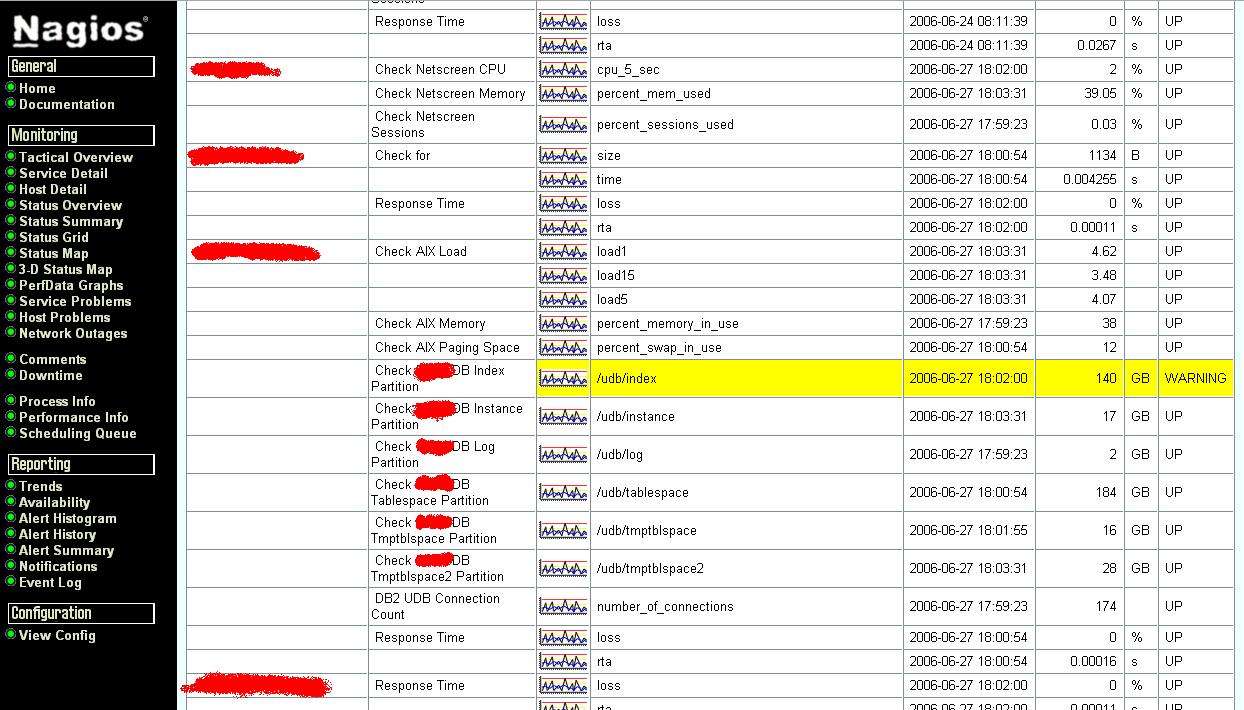 Nagios®
General
Home
Documentation
Monitoring
Tactical Overview
Service Detail
Host Detail
Status Overview
Status Summary
Status Grid
Status Map
3-D Status Map
PerfData Graphs
Service Problems
Host Problems
Network Outages
Comments
Downtime
Process Info
Performance Info
Scheduling Queue
Reporting
Trends
Availability
Alert Histogram
Alert History
Alert Summary
Notifications
Event Log
Configuration
View Config
Sessions
Response Time loss 2006-06-24 08:11:39 0 % UP
rta 2006-06-24 08:11:39 0.0267 s UP
Check Netscreen CPU cpu_5_sec 2006-06-27 18:02:00 2 % UP
Check Netscreen Memory percent_mem_used 2006-06-27 18:03:31 39.05 % UP
Check Netscreen
Sessions percent_sessions_used 2006-06-27 17:59:23 0.03 % UP
Check for size 2006-06-27 18:00:54 1134 B UP
time 2006-06-27 18:00:54 0.004255 s UP
Response Time loss 2006-06-27 18:02:00 0 % UP
rta 2006-06-27 18:02:00 0.00011 s UP
Check AIX Load load1 2006-06-27 18:03:31 4.62 UP
load15 2006-06-27 18:03:31 3.48 UP
load5 2006-06-27 18:03:31 4.07 UP
Check AIX Memory percent_memory_in_use 2006-06-27 17:59:23 38 UP
Check AIX Paging Space percent_swap_in_use 2006-06-27 18:00:54 12 UP
Check DB Index
Partition /udb/index 2006-06-27 18:02:00 140 GB WARNING
Check DB Instance
Partition /udb/instance 2006-06-27 18:03:31 17 GB UP
Check DB Log
Partition /udb/log 2006-06-27 17:59:23 2 GB UP
Check DB
Tablespace Partition /udb/tablespace 2006-06-27 18:00:54 184 GB UP
Check DB
Tmptblspace Partition /udb/tmptblspace 2006-06-27 18:01:55 16 GB UP
Check DB
Tmptblspace2 Partition /udb/tmptblspace2 2006-06-27 18:03:31 28 GB UP
DB2 UDB Connection
Count number_of_connections 2006-06-27 17:59:23 174 UP
Response Time loss 2006-06-27 18:00:54 0 % UP
rta 2006-06-27 18:00:54 0.00016 s UP
Response Time loss 2006-06-27 18:02:00 0 % UP
rta 2006-06-27 18:02:00 0.00011 s UP